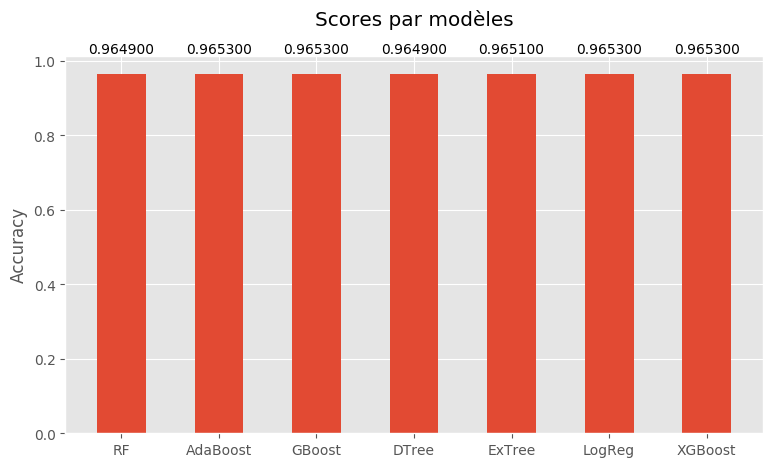 Scores par modèles
0.964900 0.965300 0.965300 0.964900 0.965100 0.965300 0.965300
1.0
0.8
0.6
0.4
0.2
0.0
Accuracy
RF AdaBoost GBoost DTree ExTree LogReg XGBoost